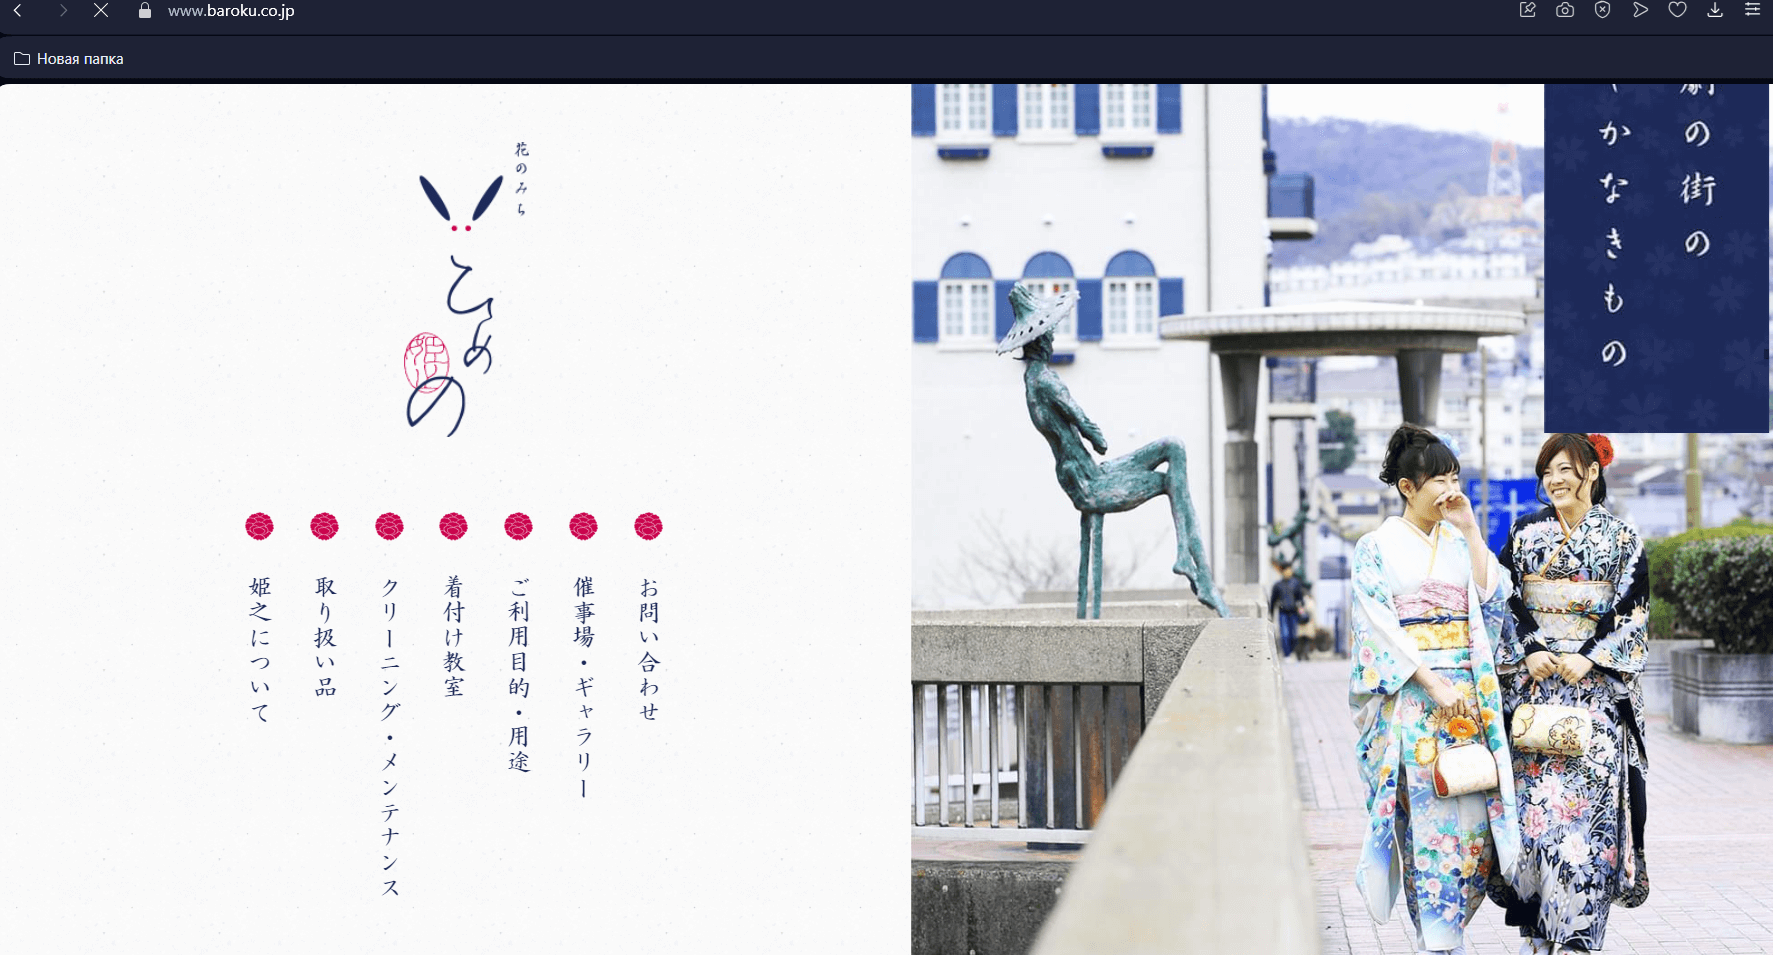 www.baroku.co.jp
Новая папка
花のみち
ひめの
姫之について
取り扱い品
クリーニング・メンテナンス
着付け教室
ご利用目的・用途
催事場・ギャラリー
お問い合わせ
劇の街の
かなきもの